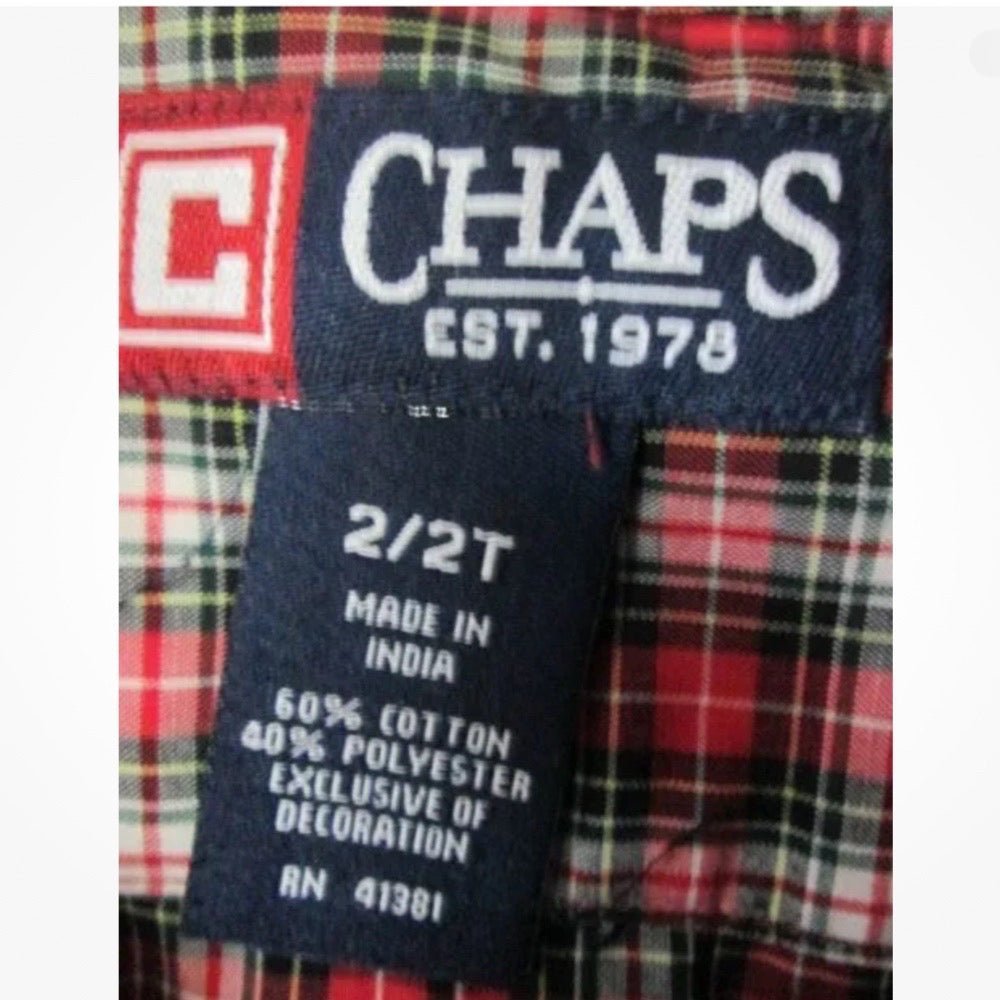 C
CHAPS
EST. 1978
2/2T
MADE IN
INDIA
60% COTTON
40% POLYESTER
EXCLUSIVE OF
DECORATION
RN 41381